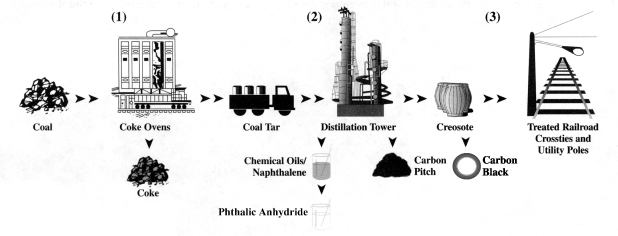 (1)
(2)
(3)
Coal
Coke Ovens
Coal Tar
Distillation Tower
Creosote
Treated Railroad
Crossties and
Utility Poles
Coke
Chemical Oils/
Naphthalene
Carbon
Pitch
Carbon
Black
Phthalic Anhydride